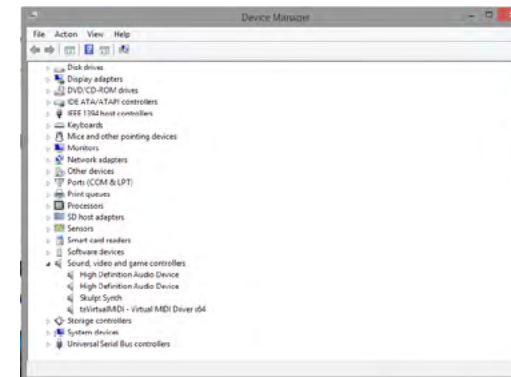 Device Manager
File Action View Help
Disk drives
Display adapters
DVD/CD-ROM drives
IDE ATA/ATAPI controllers
IEEE 1394 host controllers
Keyboards
Mice and other pointing devices
Monitors
Network adapters
Other devices
Ports (COM & LPT)
Print queues
Processors
SD host adapters
Sensors
Smart card readers
Software devices
Sound, video and game controllers
High Definition Audio Device
High Definition Audio Device
Skulpt Synth
teVirtualMIDI - Virtual MIDI Driver x64
Storage controllers
System devices
Universal Serial Bus controllers